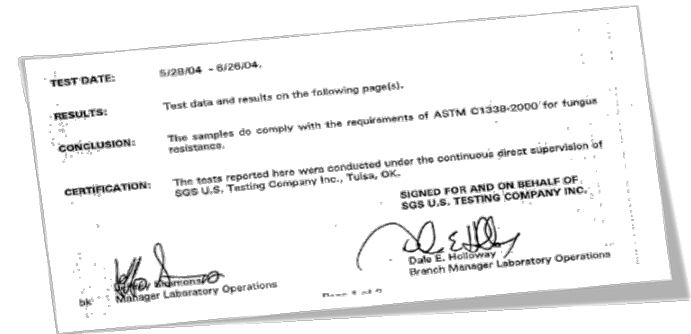 TEST DATE: 5/28/04 - 6/26/04.
RESULTS: Test data and results on the following page(s).
CONCLUSION: The samples do comply with the requirements of ASTM C1338-2000 for fungus
resistance.
CERTIFICATION: The tests reported here were conducted under the continuous direct supervision of
SGS U.S. Testing Company Inc., Tulsa, OK.
SIGNED FOR AND ON BEHALF OF
SGS U.S. TESTING COMPANY INC.
Dale E. Holloway
Branch Manager Laboratory Operations
bk Manager Laboratory Operations